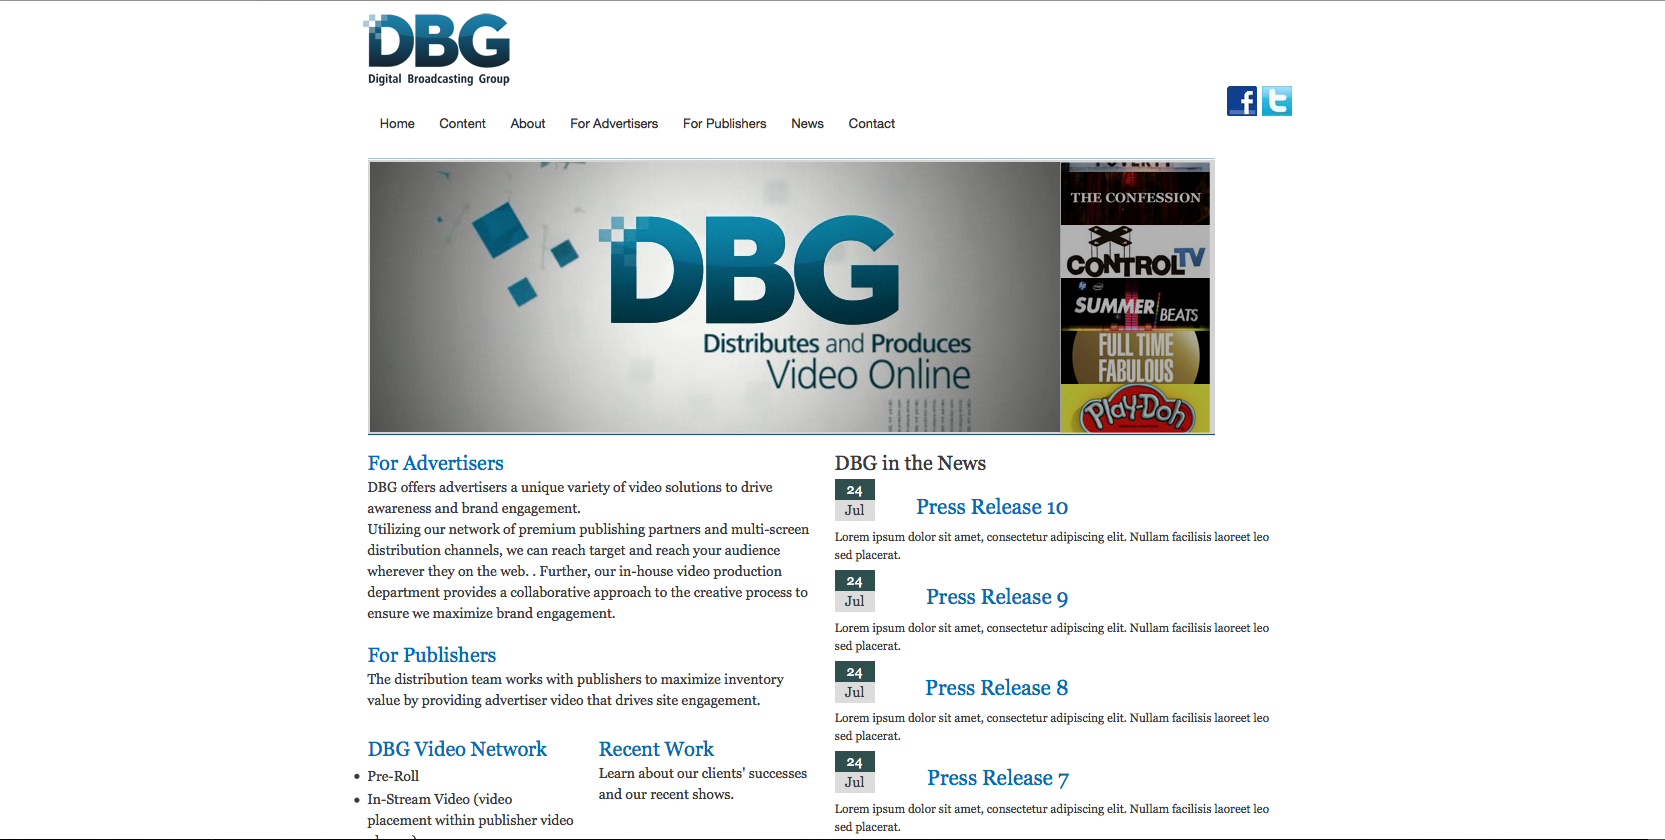 DBG
Digital Broadcasting Group
Home Content About For Advertisers For Publishers News Contact
DBG
Distributes and Produces
Video Online
THE CONFESSION
CONTROLTV
SUMMER BEATS
FULL TIME
FABULOUS
PLAY-DOH
For Advertisers
DBG offers advertisers a unique variety of video solutions to drive
awareness and brand engagement.
Utilizing our network of premium publishing partners and multi-screen
distribution channels, we can reach target and reach your audience
wherever they on the web. . Further, our in-house video production
department provides a collaborative approach to the creative process to
ensure we maximize brand engagement.
For Publishers
The distribution team works with publishers to maximize inventory
value by providing advertiser video that drives site engagement.
DBG Video Network
Pre-Roll
In-Stream Video (video
placement within publisher video
Recent Work
Learn about our clients' successes
and our recent shows.
DBG in the News
24
Jul
Press Release 10
Lorem ipsum dolor sit amet, consectetur adipiscing elit. Nullam facilisis laoreet leo
sed placerat.
24
Jul
Press Release 9
Lorem ipsum dolor sit amet, consectetur adipiscing elit. Nullam facilisis laoreet leo
sed placerat.
24
Jul
Press Release 8
Lorem ipsum dolor sit amet, consectetur adipiscing elit. Nullam facilisis laoreet leo
sed placerat.
24
Jul
Press Release 7
Lorem ipsum dolor sit amet, consectetur adipiscing elit. Nullam facilisis laoreet leo
sed placerat.